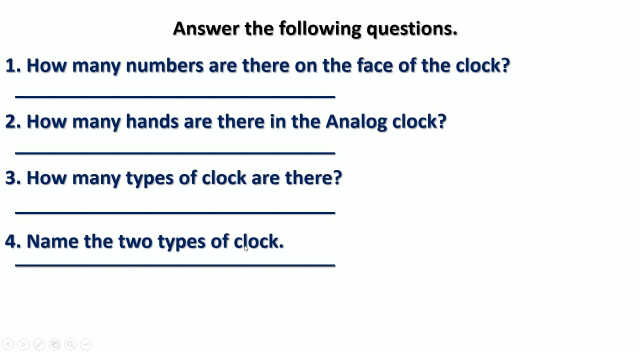 Answer the following questions.
1. How many numbers are there on the face of the clock?
2. How many hands are there in the Analog clock?
3. How many types of clock are there?
4. Name the two types of clock.